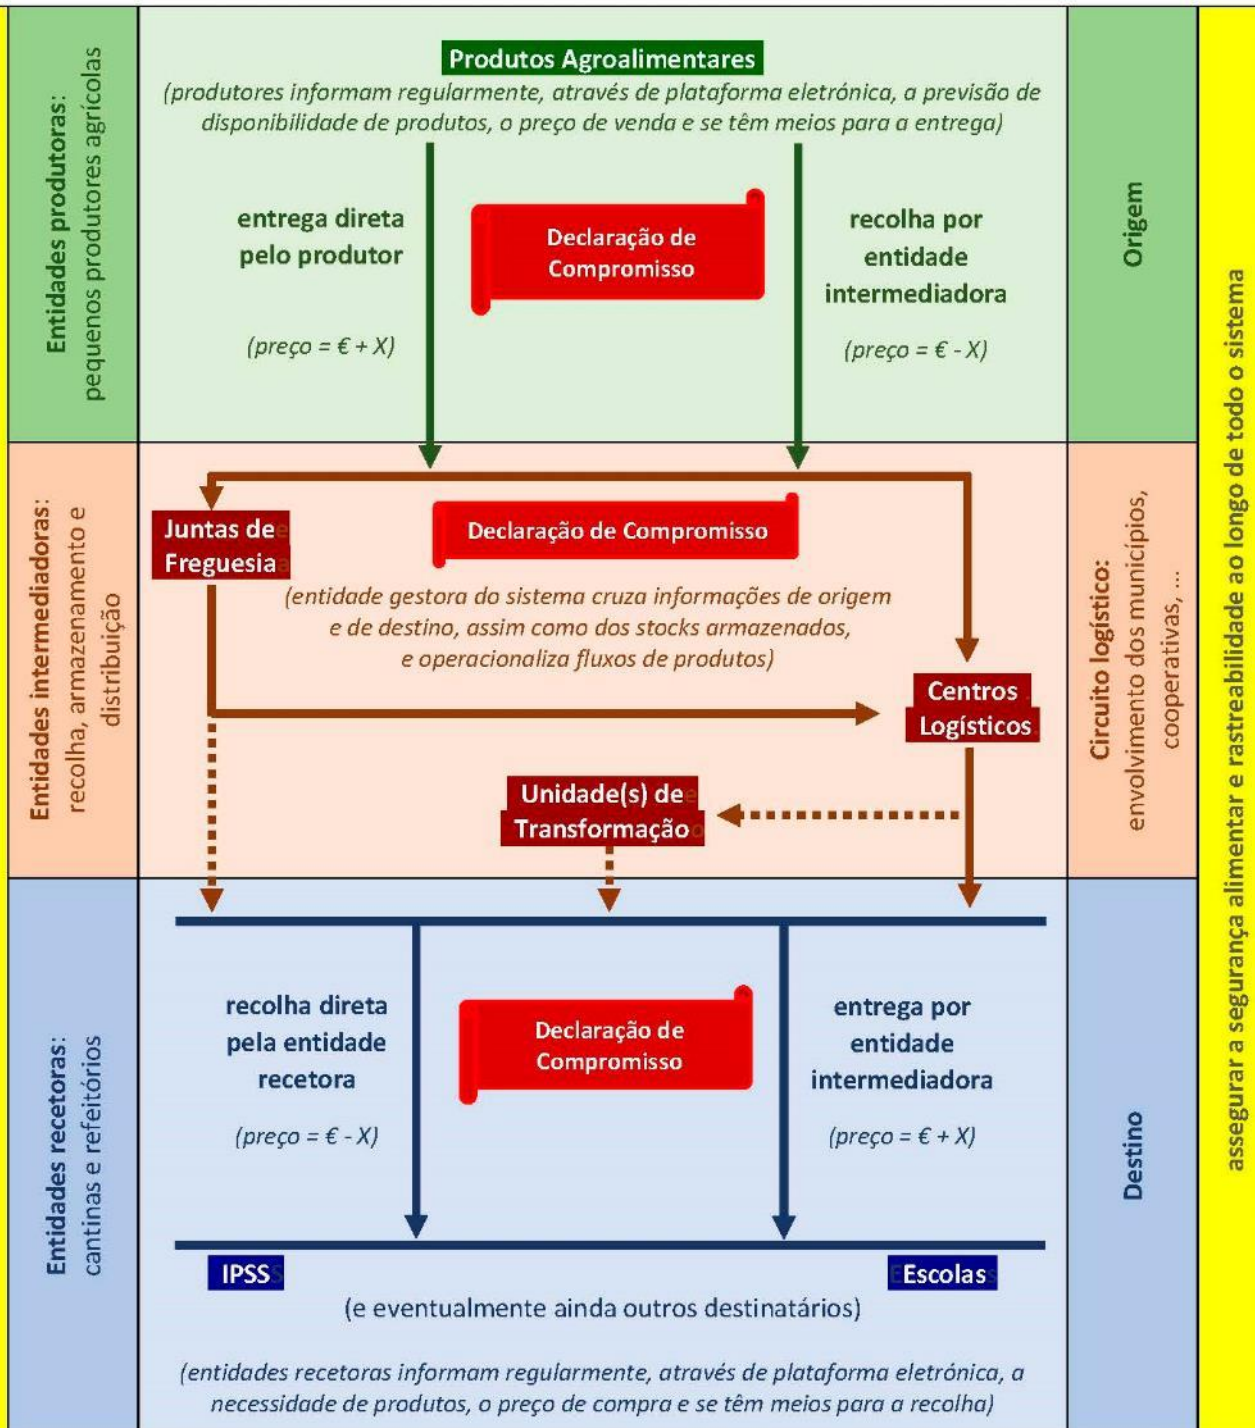 Entidades produtoras:
pequenos produtores agrícolas
Produtos Agroalimentares
(produtores informam regularmente, através de plataforma eletrónica, a previsão de
disponibilidade de produtos, o preço de venda e se têm meios para a entrega)
entrega direta
pelo produtor
(preço = € + X)
Declaração de
Compromisso
recolha por
entidade
intermediadora
(preço = € - X)
Origem
Entidades intermediadoras:
recolha, armazenamento e
distribuição
Juntas de
Freguesia
Declaração de Compromisso
(entidade gestora do sistema cruza informações de origem
e de destino, assim como dos stocks armazenados,
e operacionaliza fluxos de produtos)
Centros
Logísticos
Unidade(s) de
Transformação
Circuito logístico:
envolvimento dos municípios,
cooperativas, ...
Entidades recetoras:
cantinas e refeitórios
recolha direta
pela entidade
recetora
(preço = € - X)
Declaração de
Compromisso
entrega por
entidade
intermediadora
(preço = € + X)
Destino
IPSS
Escolas
(e eventualmente ainda outros destinatários)
(entidades recetoras informam regularmente, através de plataforma eletrónica, a
necessidade de produtos, o preço de compra e se têm meios para a recolha)
assegurar a segurança alimentar e rastreabilidade ao longo de todo o sistema